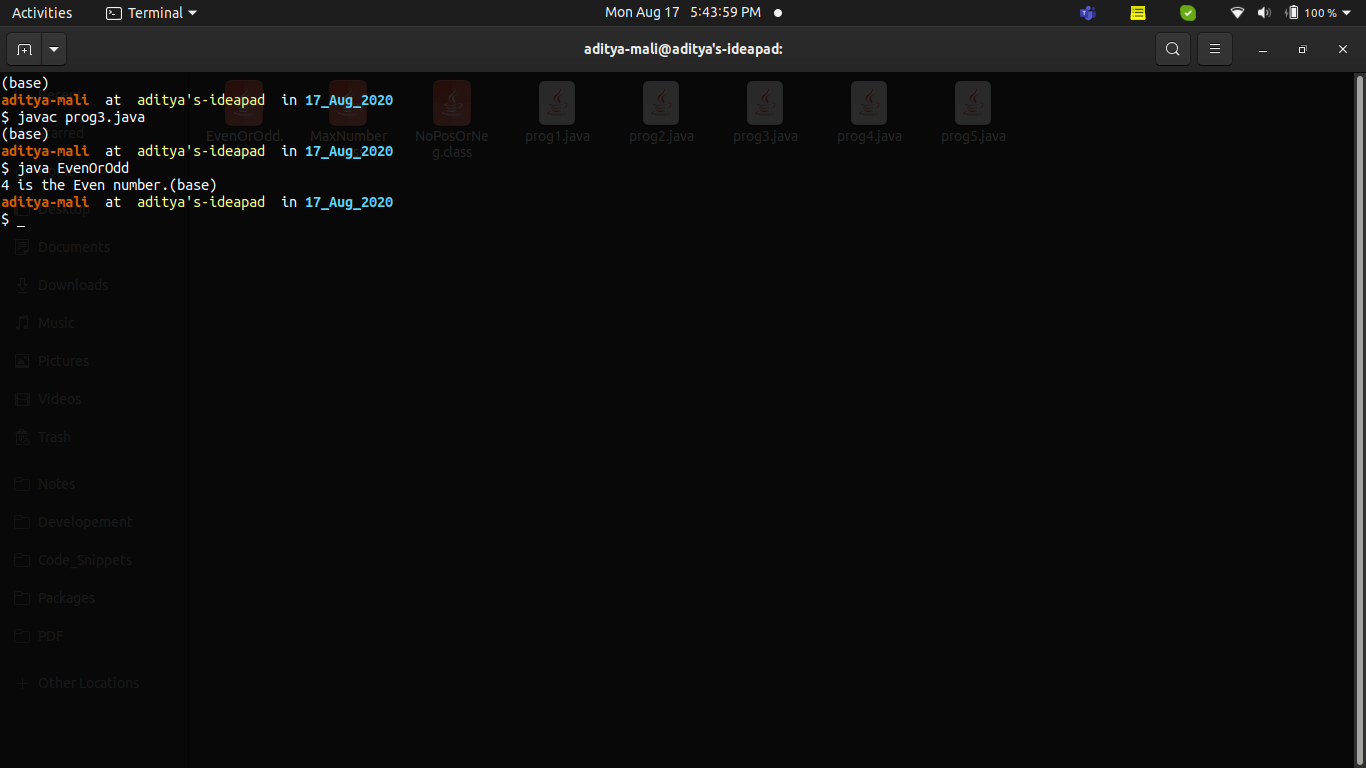 Activities Terminal Mon Aug 17 5:43:59 PM 100 %
aditya-mali@aditya's-ideapad:
(base)
aditya-mali at aditya's-ideapad in 17_Aug_2020
$ javac prog3.java
(base)
aditya-mali at aditya's-ideapad in 17_Aug_2020
$ java EvenOrOdd
4 is the Even number.(base)
aditya-mali at aditya's-ideapad in 17_Aug_2020
$ _
EvenOrOdd. MaxNumber NoPosOrNe prog1.java prog2.java prog3.java prog4.java prog5.java
g.class
Desktop
Documents
Downloads
Music
Pictures
Videos
Trash
Notes
Developement
Code_Snippets
Packages
PDF
Other Locations